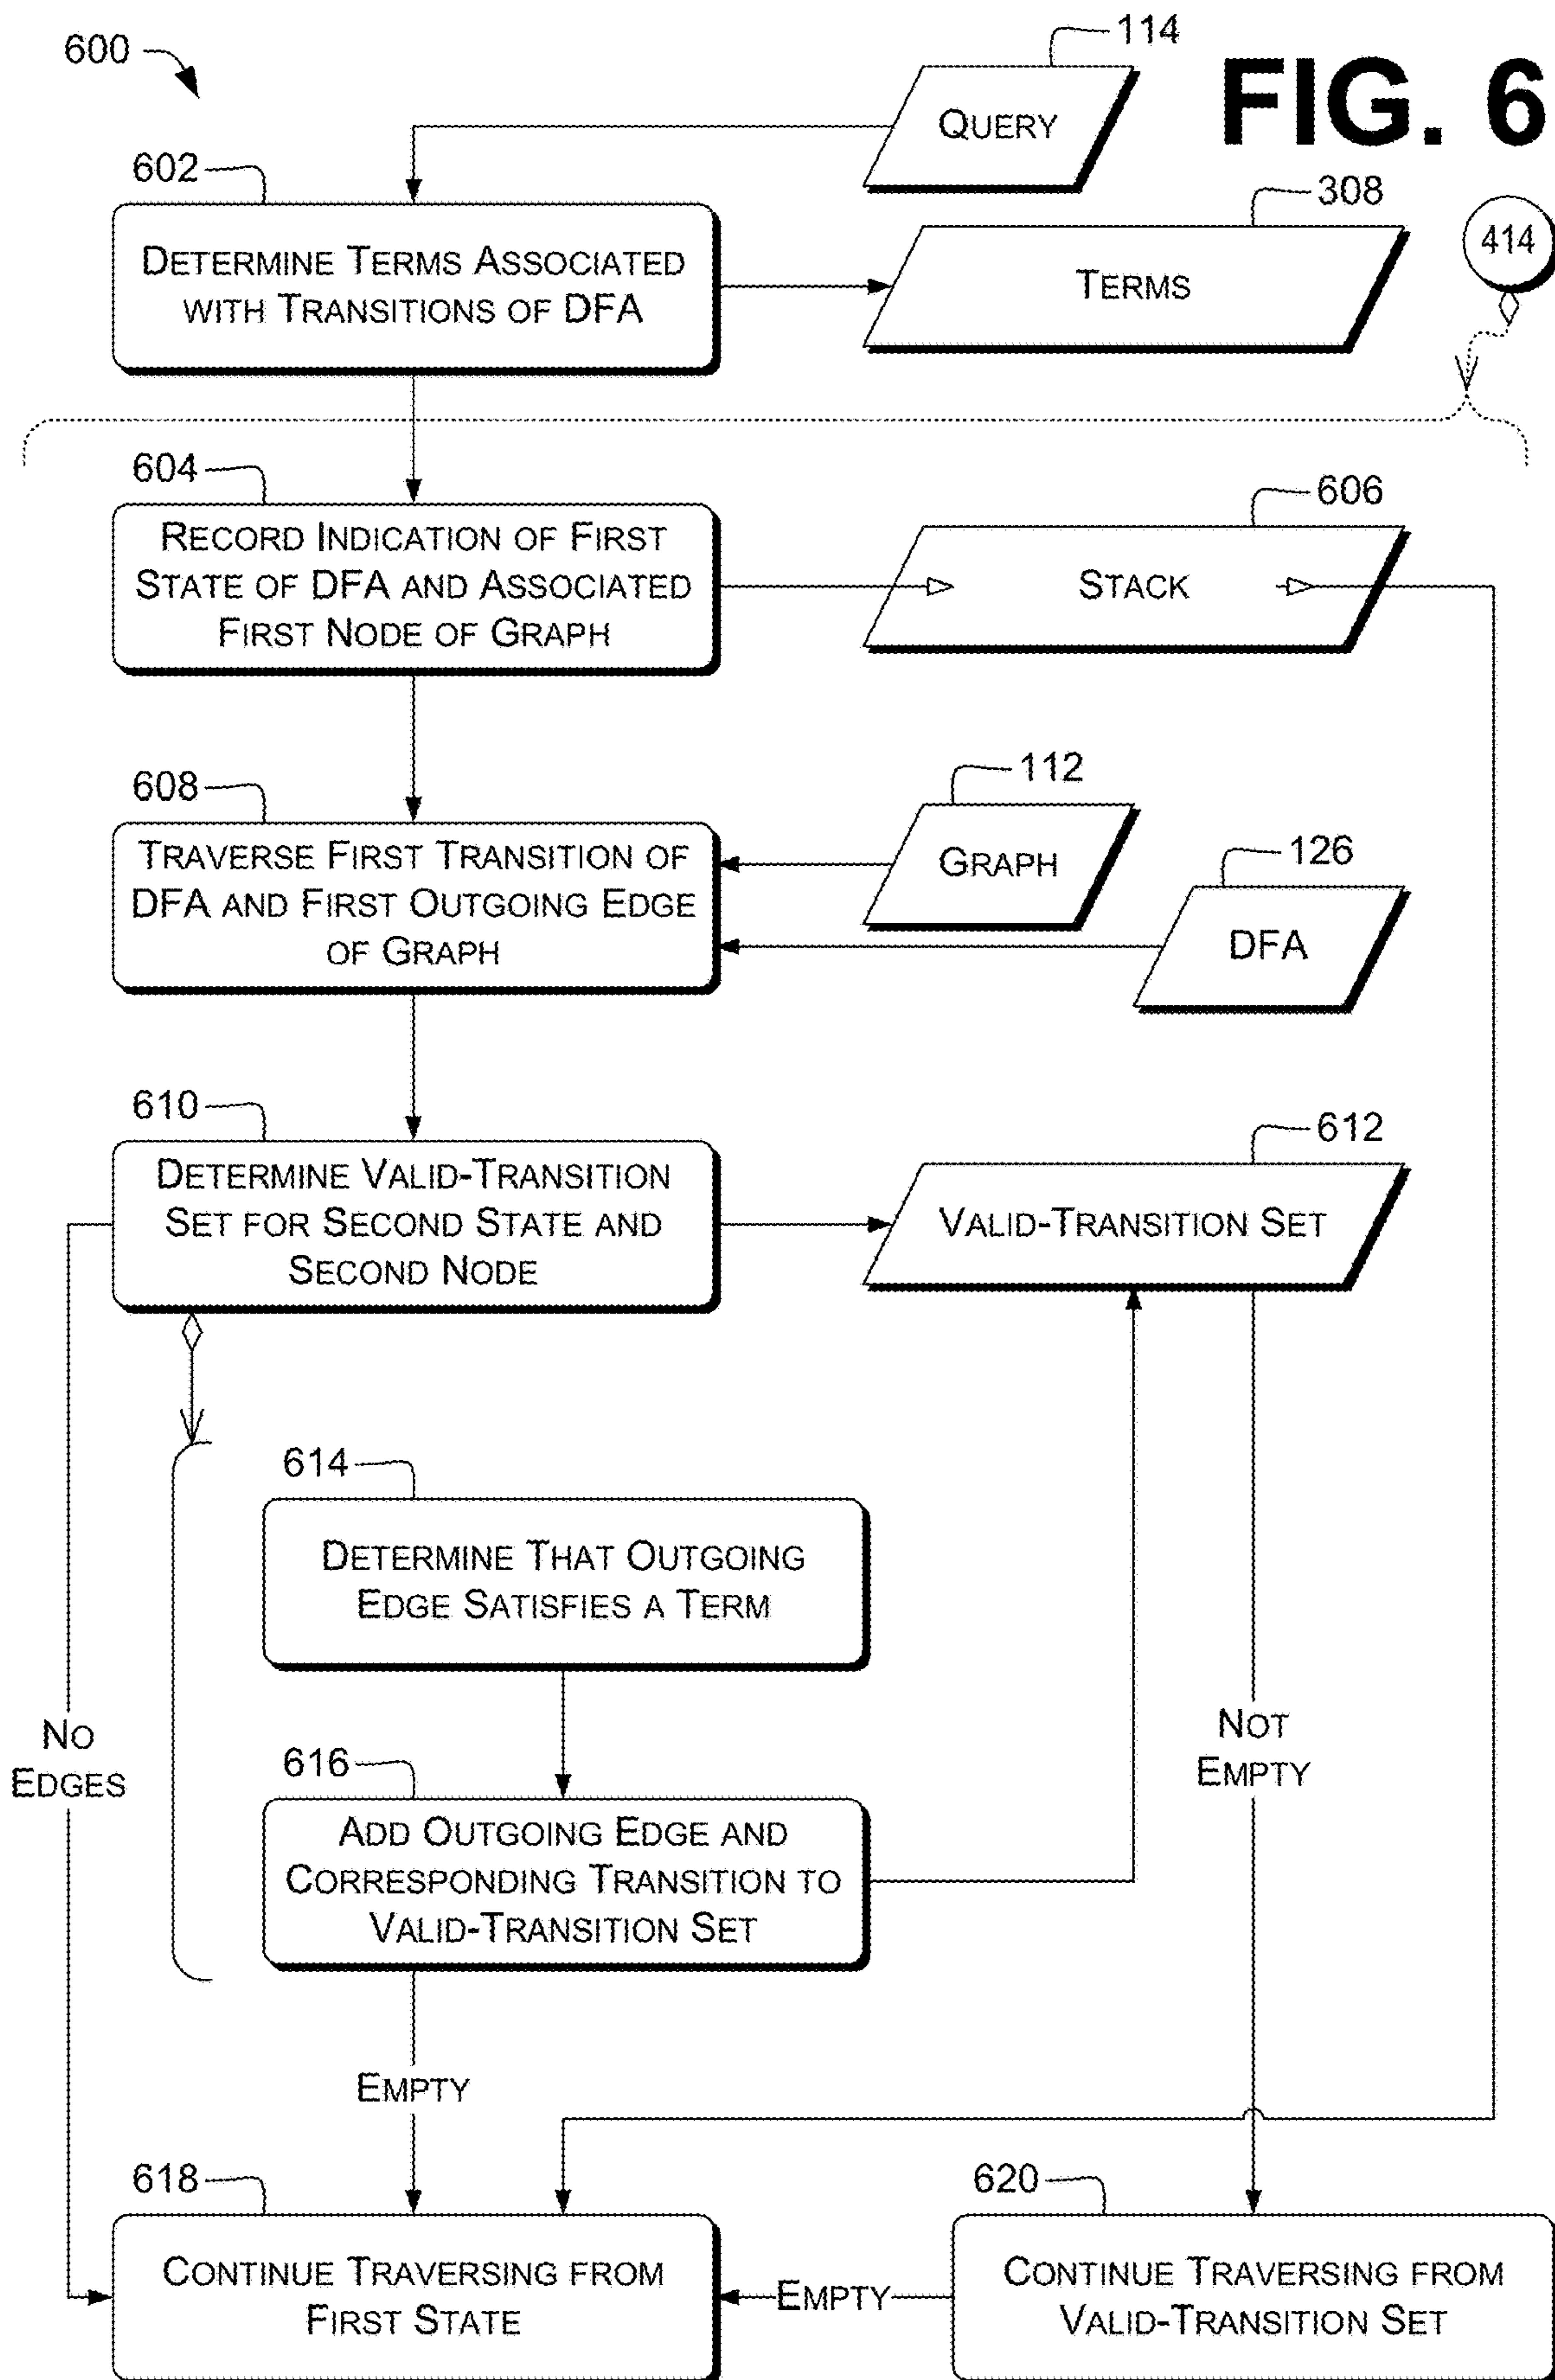 600
114
FIG. 6
QUERY
602
308
414
DETERMINE TERMS ASSOCIATED
WITH TRANSITIONS OF DFA
TERMS
604
606
RECORD INDICATION OF FIRST
STATE OF DFA AND ASSOCIATED
FIRST NODE OF GRAPH
STACK
608
112
TRAVERSE FIRST TRANSITION OF
DFA AND FIRST OUTGOING EDGE
OF GRAPH
GRAPH
126
DFA
610
612
DETERMINE VALID-TRANSITION
SET FOR SECOND STATE AND
SECOND NODE
VALID-TRANSITION SET
614
DETERMINE THAT OUTGOING
EDGE SATISFIES A TERM
NO
EDGES
NOT
EMPTY
616
ADD OUTGOING EDGE AND
CORRESPONDING TRANSITION TO
VALID-TRANSITION SET
EMPTY
618
620
CONTINUE TRAVERSING FROM
FIRST STATE
EMPTY
CONTINUE TRAVERSING FROM
VALID-TRANSITION SET